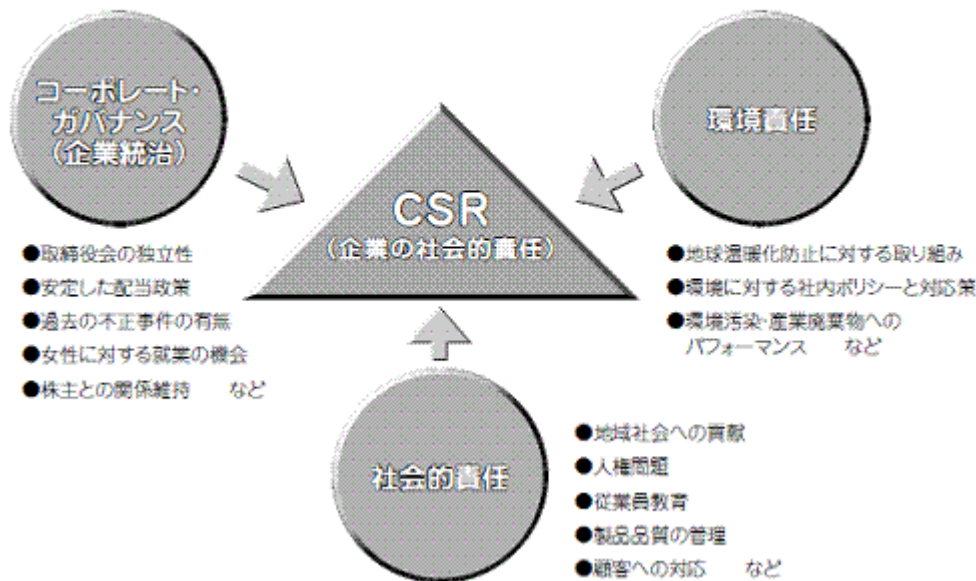 コーポレート・
ガバナンス
(企業統治)
●取締役会の独立性
●安定した配当政策
●過去の不正事件の有無
●女性に対する就業の機会
●株主との関係維持　など
CSR
(企業の社会的責任)
環境責任
●地球温暖化防止に対する取り組み
●環境に対する社内ポリシーと対応策
●環境汚染・産業廃棄物への
パフォーマンス　など
社会的責任
●地域社会への貢献
●人権問題
●従業員教育
●製品品質の管理
●顧客への対応　など